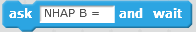 ask NHAP B = and wait